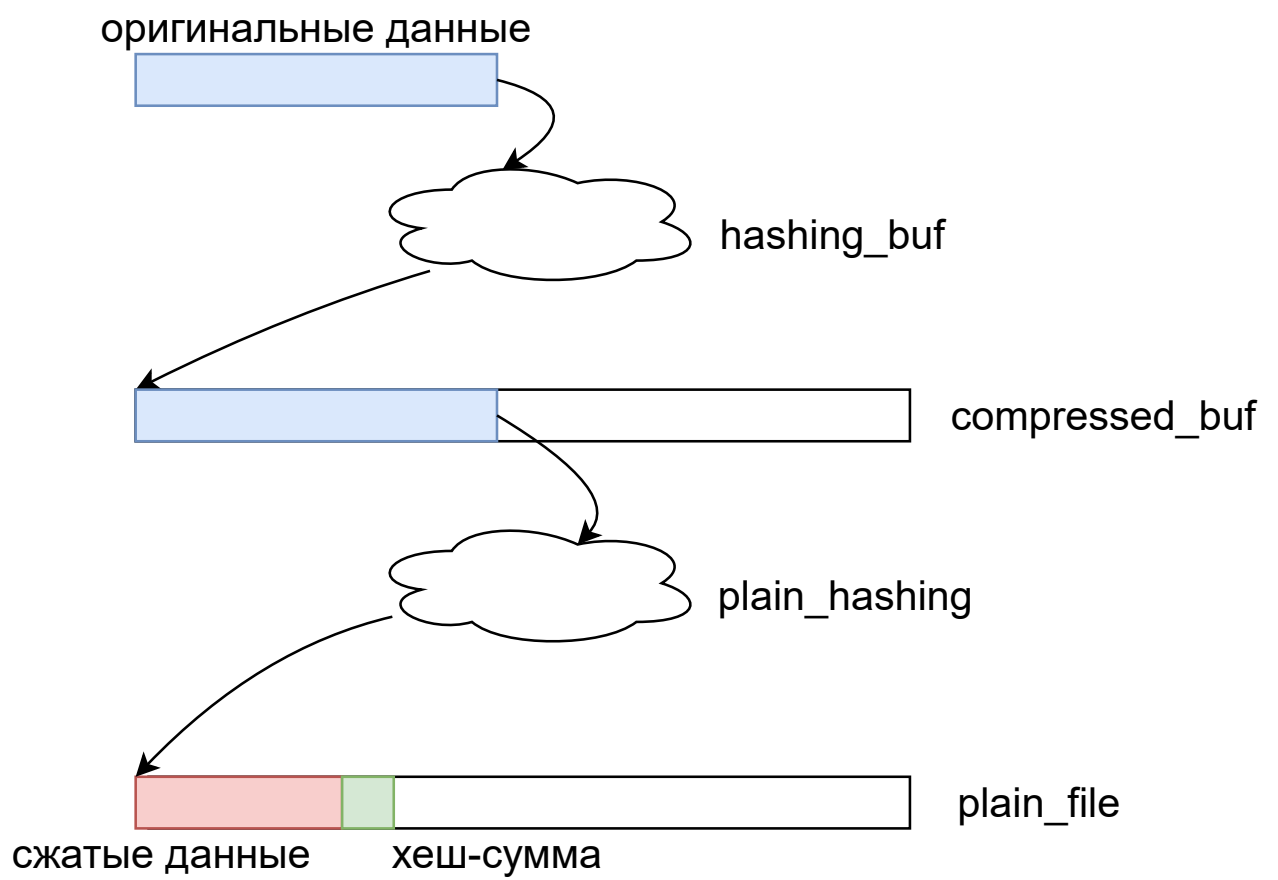 оригинальные данные
hashing_buf
compressed_buf
plain_hashing
plain_file
сжатые данные
хеш-сумма